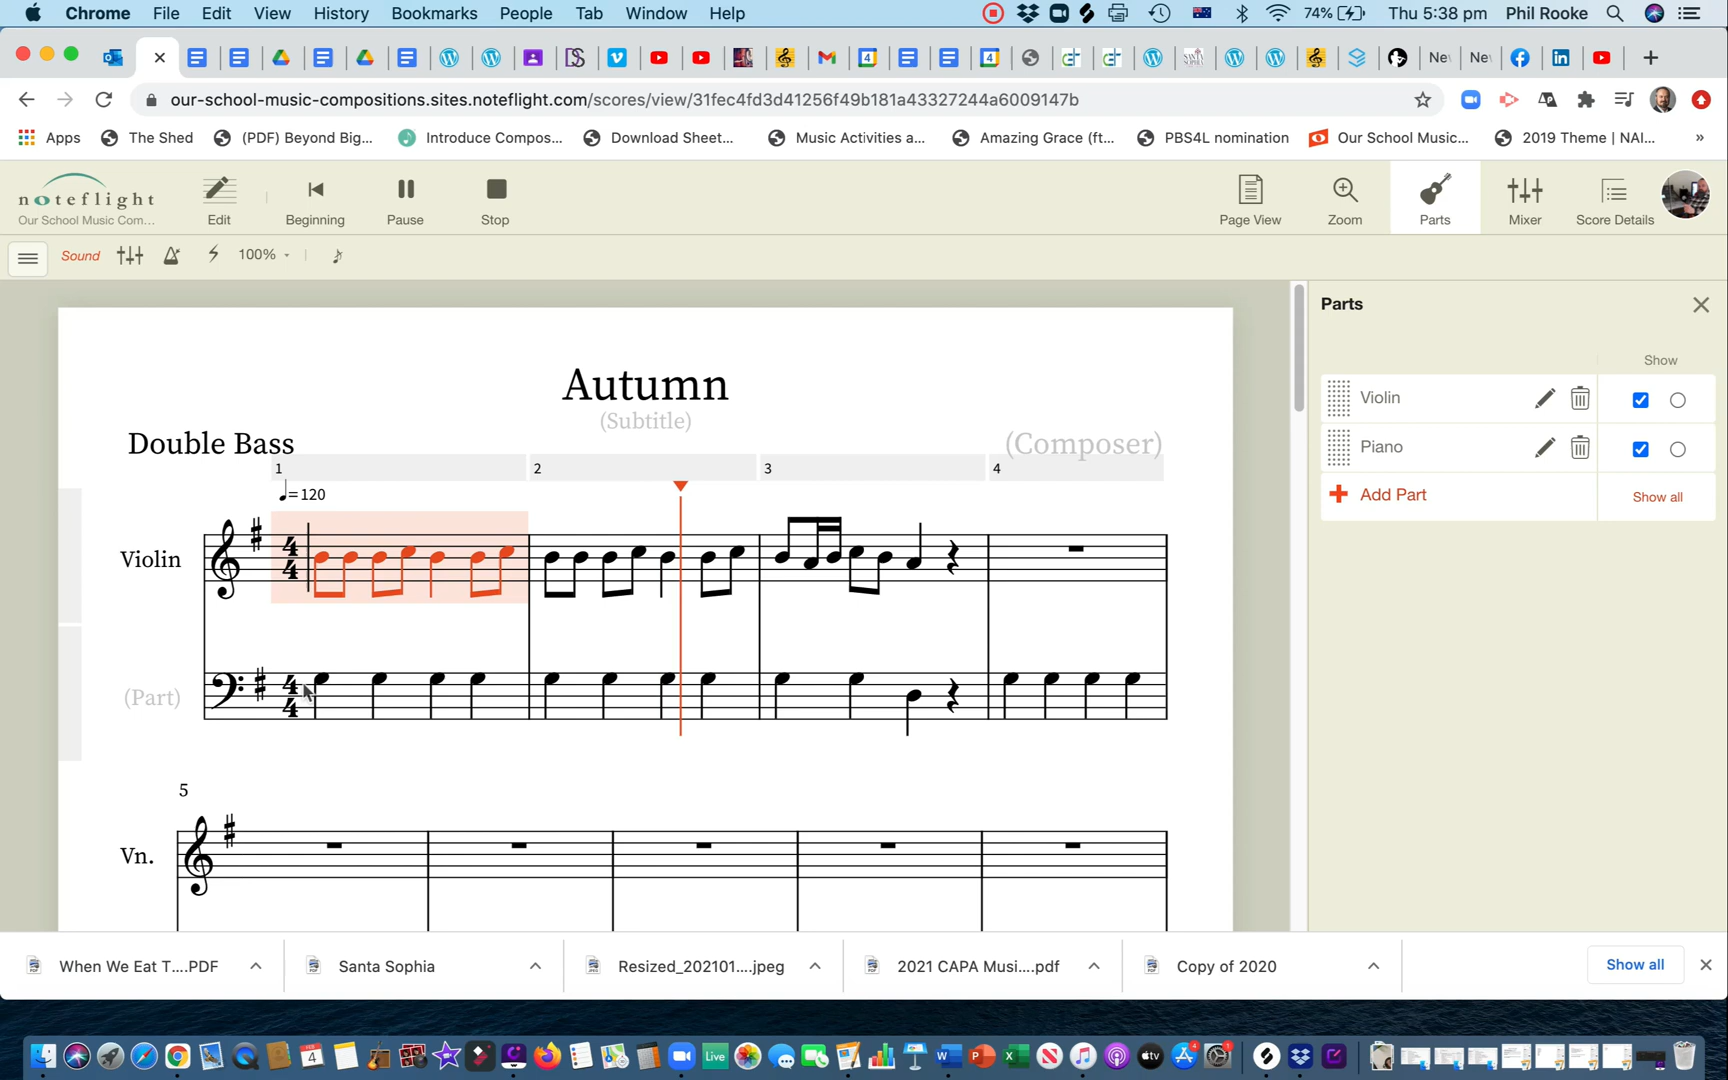 Chrome File Edit View History Bookmarks People Tab Window Help 74% Thu 5:38 pm Phil Rooke
Ne Ne
our-school-music-compositions.sites.noteflight.com/scores/view/31fec4fd3d41256f49b181a43327244a6009147b
Apps The Shed (PDF) Beyond Big... Introduce Compos... Download Sheet... Music Activities a... Amazing Grace (ft... PBS4L nomination Our School Music... 2019 Theme | NAI... »
noteflight
Our School Music Com...
Edit Beginning Pause Stop Page View Zoom Parts Mixer Score Details
Sound 100%
Parts
Show
Violin
Piano
Add Part Show all
Autumn
(Subtitle)
Double Bass (Composer)
1 2 3 4
=120
Violin 4 4
(Part) 4 4
5
Vn.
When We Eat T....PDF Santa Sophia Resized_202101....jpeg 2021 CAPA Musi....pdf Copy of 2020 Show all